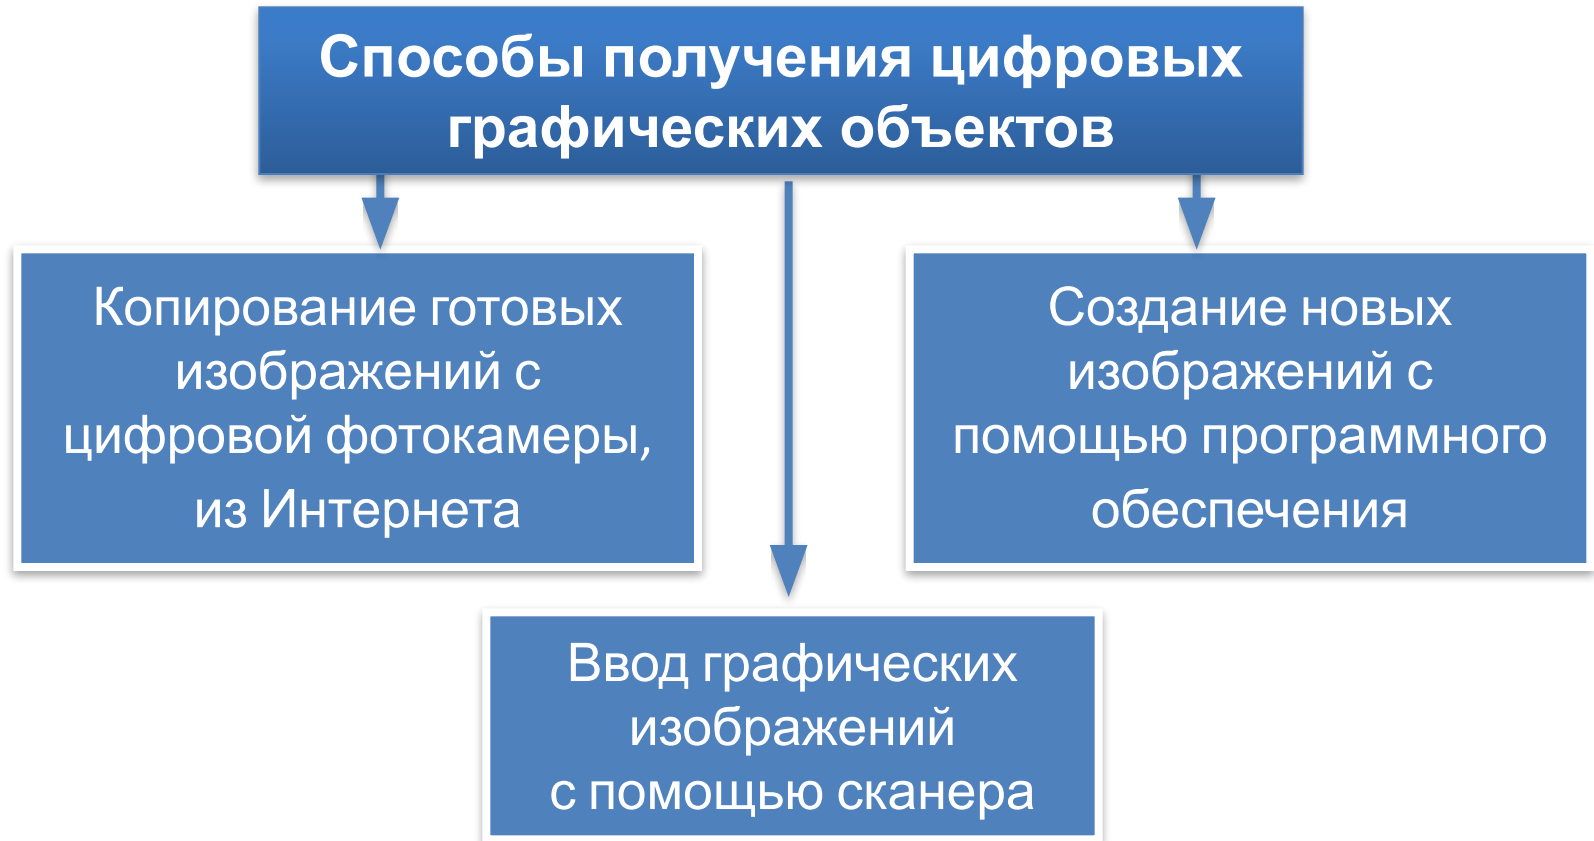 Способы получения цифровых
графических объектов
Копирование готовых
изображений с
цифровой фотокамеры,
из Интернета
Создание новых
изображений с
помощью программного
обеспечения
Ввод графических
изображений
с помощью сканера